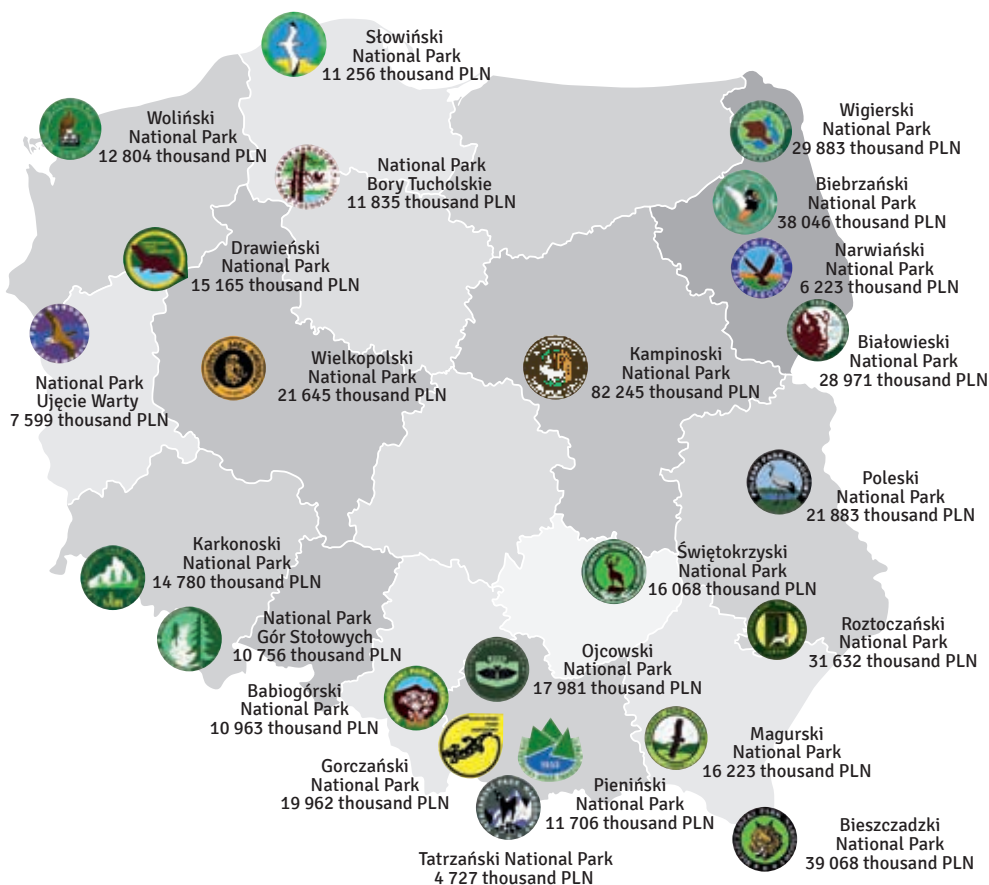 Słowiński
National Park
11 256 thousand PLN
Woliński
National Park
12 804 thousand PLN
Wigierski
National Park
29 883 thousand PLN
National Park
Bory Tucholskie
11 835 thousand PLN
Biebrzański
National Park
38 046 thousand PLN
Drawieński
National Park
15 165 thousand PLN
Narwiański
National Park
6 223 thousand PLN
Białowieski
National Park
28 971 thousand PLN
Wielkopolski
National Park
21 645 thousand PLN
Kampinoski
National Park
82 245 thousand PLN
National Park
Ujęcie Warty
7 599 thousand PLN
Poleski
National Park
21 883 thousand PLN
Karkonoski
National Park
14 780 thousand PLN
Świętokrzyski
National Park
16 068 thousand PLN
National Park
Gór Stołowych
10 756 thousand PLN
Roztoczański
National Park
31 632 thousand PLN
Ojcowski
National Park
17 981 thousand PLN
Babiogórski
National Park
10 963 thousand PLN
Magurski
National Park
16 223 thousand PLN
Gorczański
National Park
19 962 thousand PLN
Pieniński
National Park
11 706 thousand PLN
Bieszczadzki
National Park
39 068 thousand PLN
Tatrzański National Park
4 727 thousand PLN